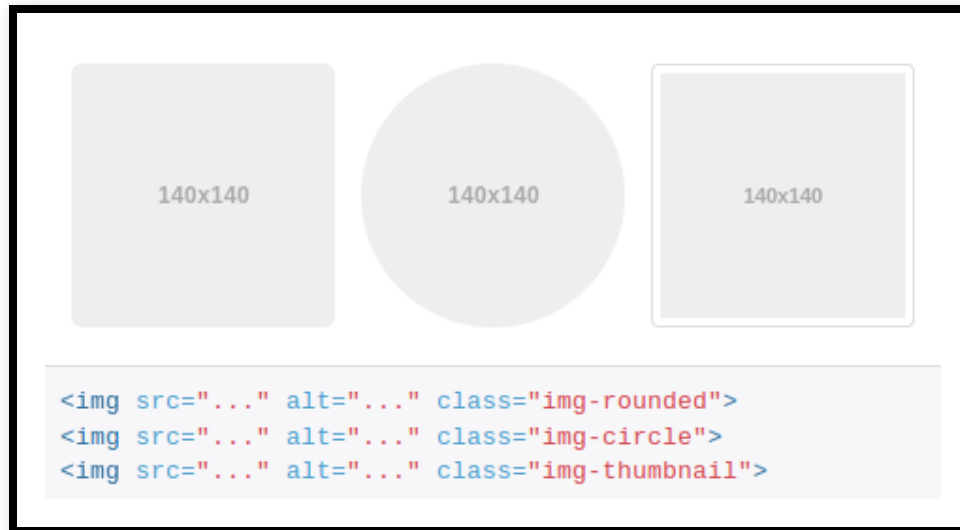 140x140 140x140 140x140
<img src="..." alt="..." class="img-rounded">
<img src="..." alt="..." class="img-circle">
<img src="..." alt="..." class="img-thumbnail">